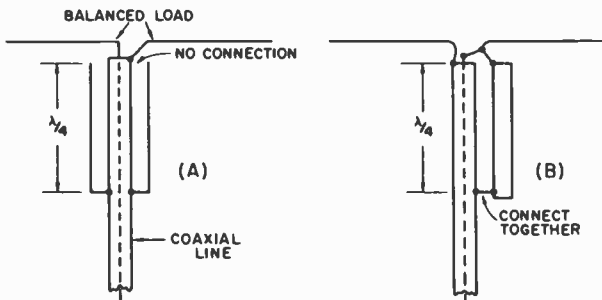 BALANCED LOAD
NO CONNECTION
λ/4
(A)
COAXIAL
LINE
λ/4
(B)
CONNECT
TOGETHER